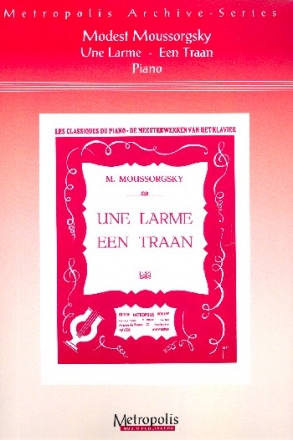 Metropolis Archive-Series
Modest Moussorgsky
Une Larme - Een Traan
Piano
LES CLASSIQUES DU PIANO - DE MEESTERWERKEN VAN HET KLAVIER
M. MOUSSORGSKY
UNE LARME
EEN TRAAN
METROPOLIS
Metropolis